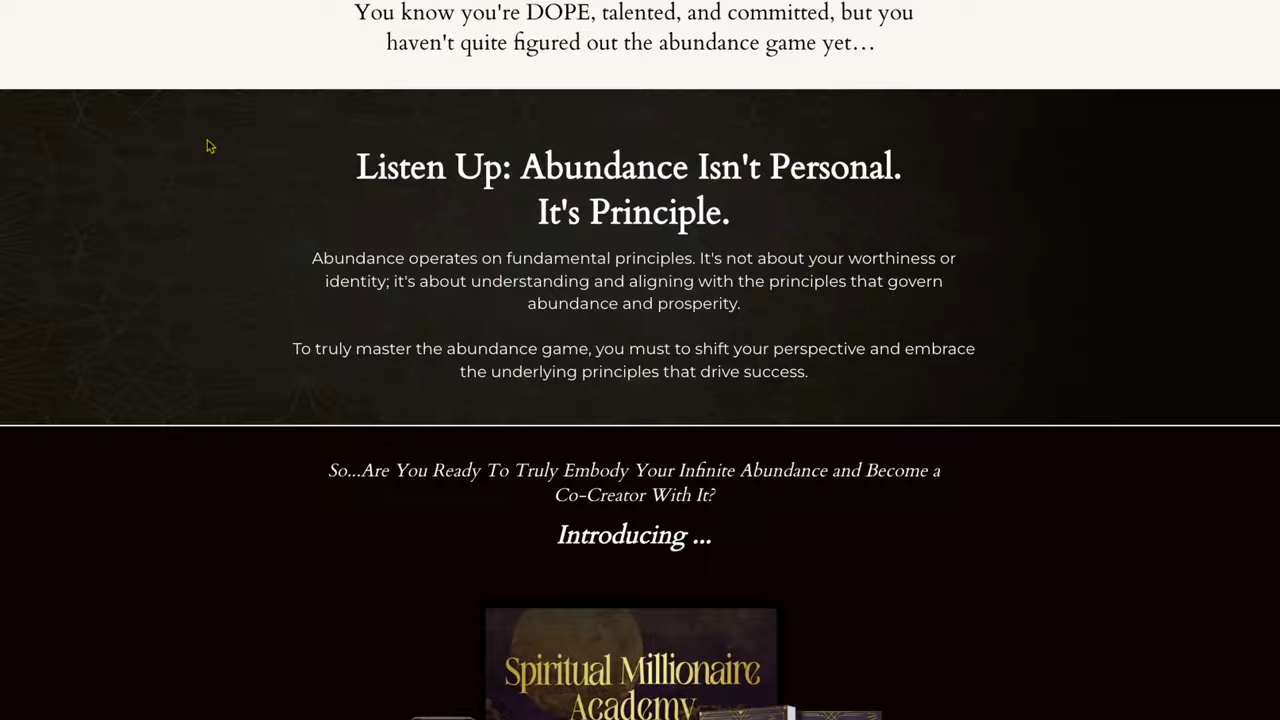 You know you're DOPE, talented, and committed, but you
haven't quite figured out the abundance game yet…
Listen Up: Abundance Isn't Personal.
It's Principle.
Abundance operates on fundamental principles. It's not about your worthiness or
identity; it's about understanding and aligning with the principles that govern
abundance and prosperity.
To truly master the abundance game, you must to shift your perspective and embrace
the underlying principles that drive success.
So...Are You Ready To Truly Embody Your Infinite Abundance and Become a
Co-Creator With It?
Introducing ...
Spiritual Millionaire
Academy